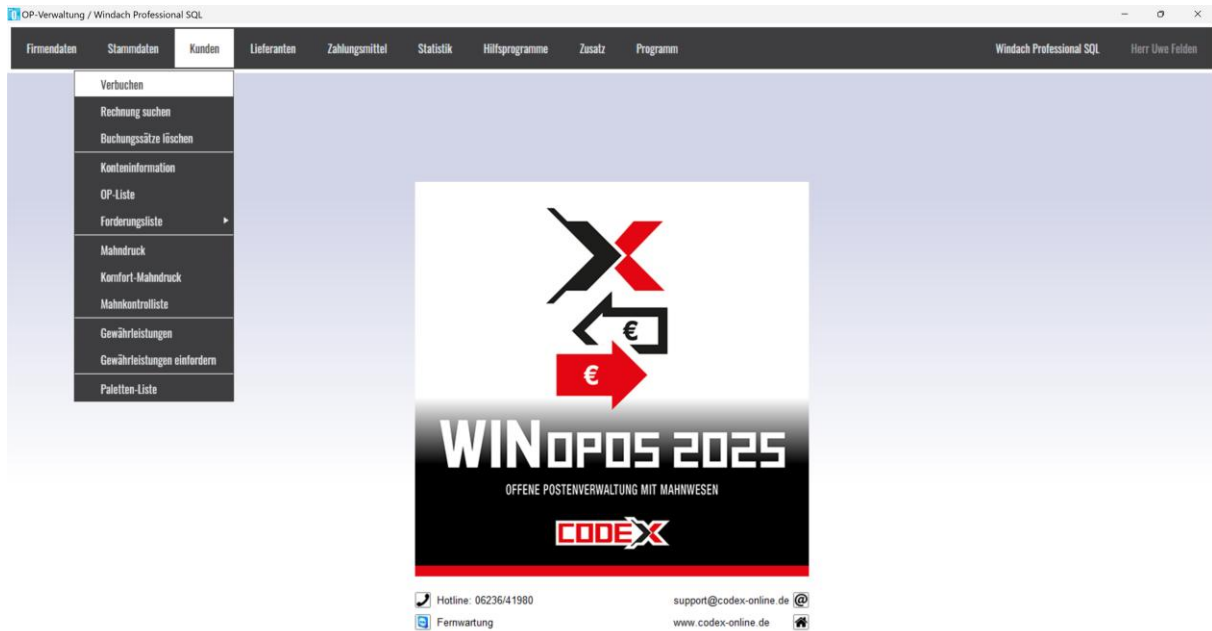 OP-Verwaltung / Windach Professional SQL
Firmendaten Stammdaten Kunden Lieferanten Zahlungsmittel Statistik Hilfsprogramme Zusatz Programm Windach Professional SQL Herr Uwe Felden
Verbuchen
Rechnung suchen
Buchungssätze löschen
Konteninformation
OP-Liste
Forderungsliste
Mahndruck
Komfort-Mahndruck
Mahnkontrolliste
Gewährleistungen
Gewährleistungen einfordern
Paletten-Liste
€
€
WINOPOS 2025
OFFENE POSTENVERWALTUNG MIT MAHNWESEN
CODEX
Hotline: 06236/41980 support@codex-online.de @
Fernwartung www.codex-online.de